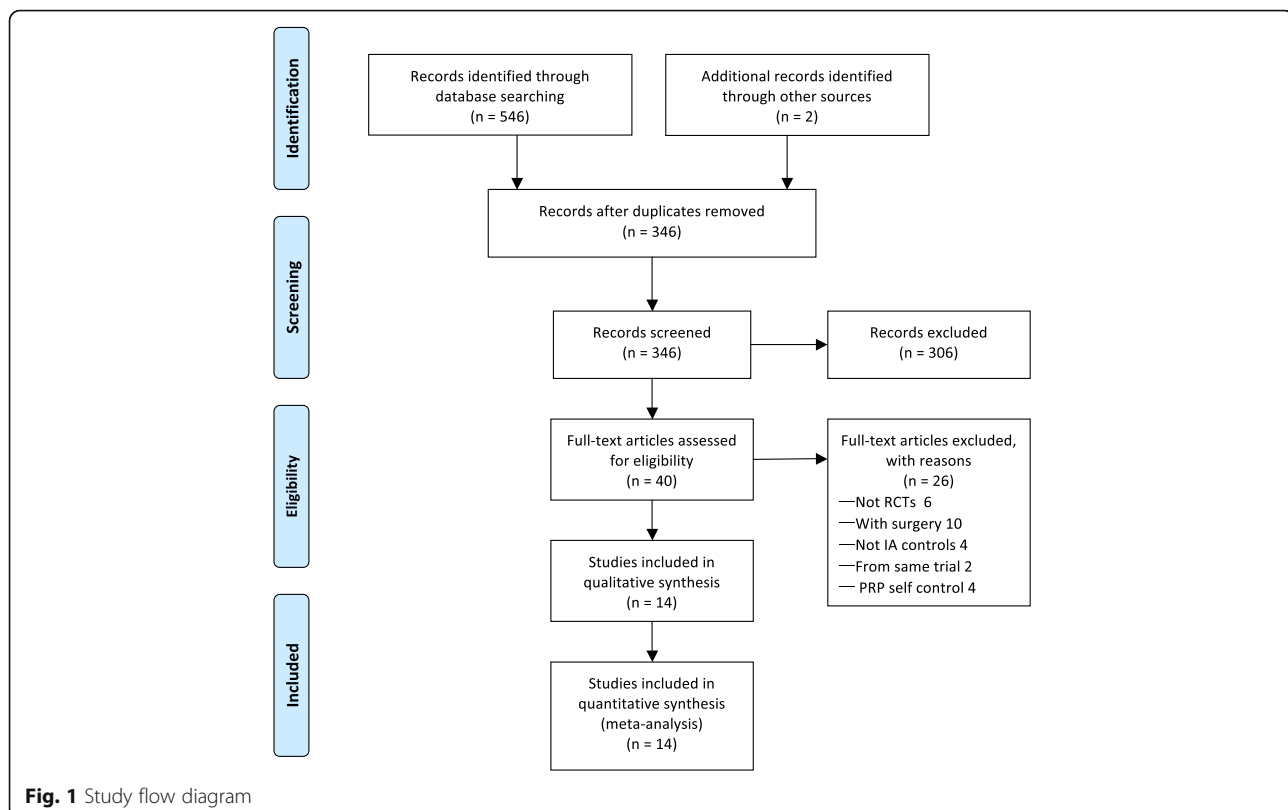 Identification
Records identified through
database searching
(n = 546)
Additional records identified
through other sources
(n = 2)
Records after duplicates removed
(n = 346)
Screening
Records screened
(n = 346)
Records excluded
(n = 306)
Eligibility
Full-text articles assessed
for eligibility
(n = 40)
Full-text articles excluded,
with reasons
(n = 26)
—Not RCTs 6
—With surgery 10
—Not IA controls 4
—From same trial 2
— PRP self control 4
Studies included in
qualitative synthesis
(n = 14)
Included
Studies included in
quantitative synthesis
(meta-analysis)
(n = 14)
Fig. 1 Study flow diagram